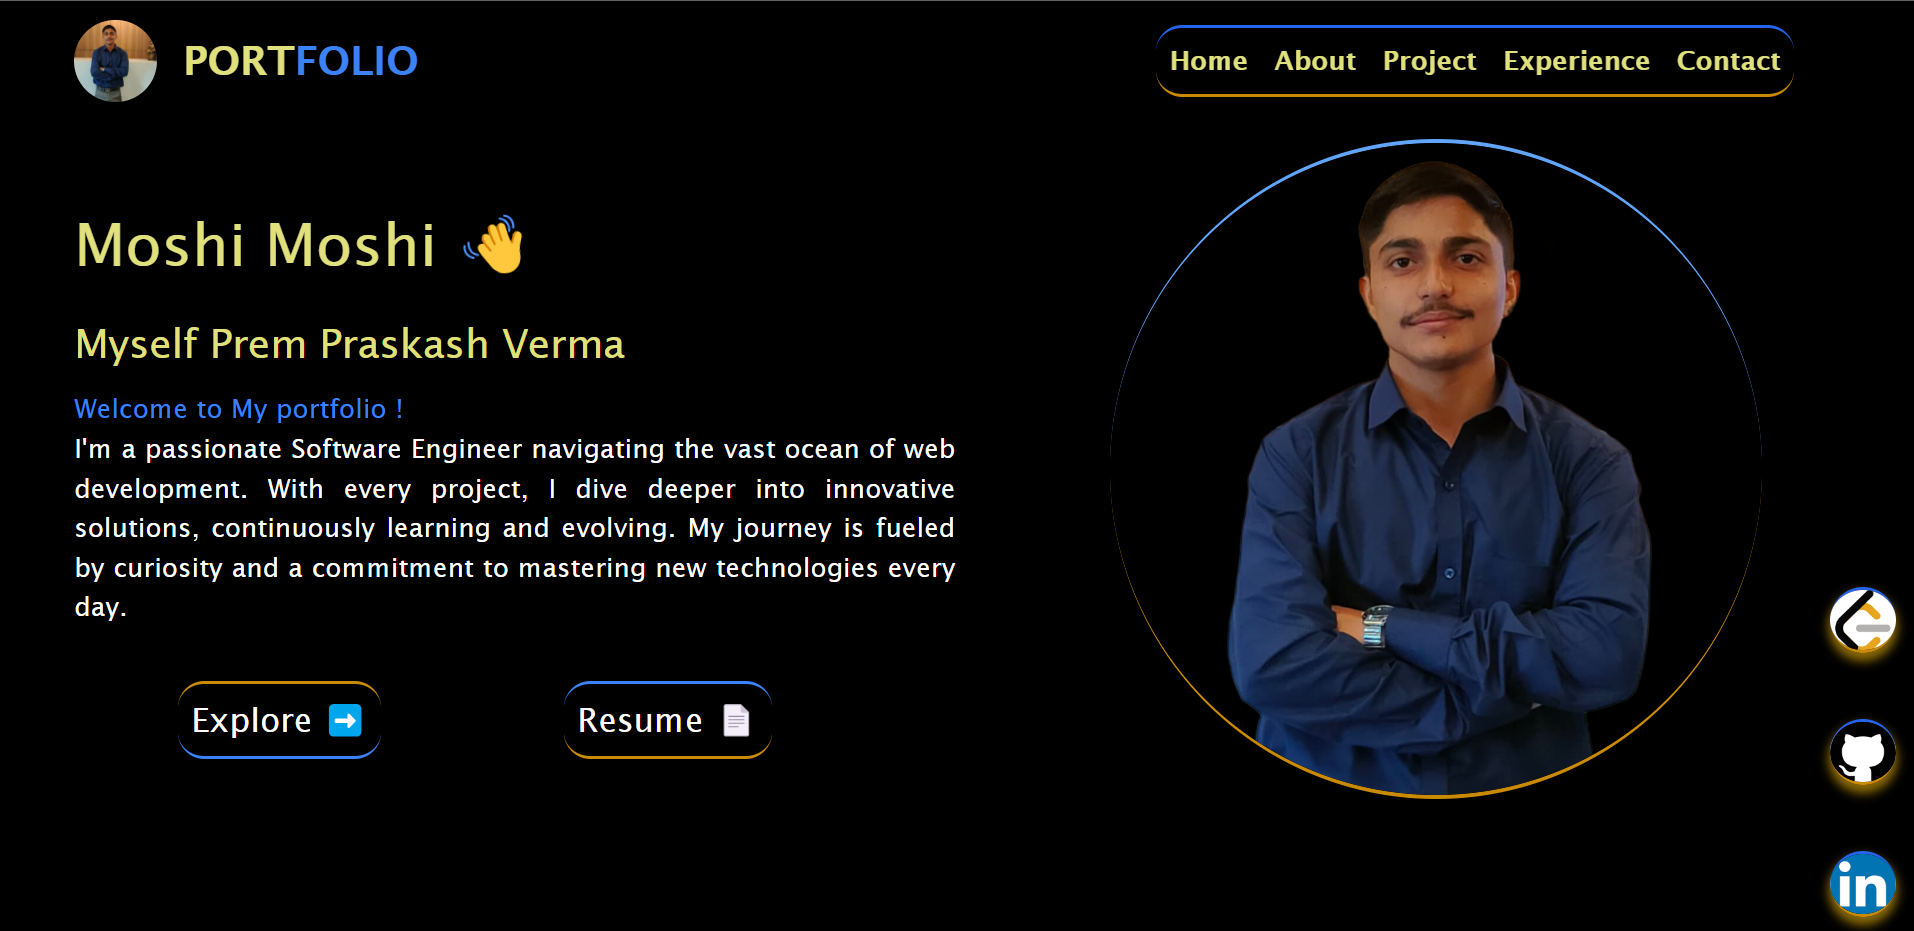 PORTFOLIO
Home About Project Experience Contact
Moshi Moshi 👋
Myself Prem Praskash Verma
Welcome to My portfolio !
I'm a passionate Software Engineer navigating the vast ocean of web
development. With every project, I dive deeper into innovative
solutions, continuously learning and evolving. My journey is fueled
by curiosity and a commitment to mastering new technologies every
day.
Explore ➡️
Resume 📄
in